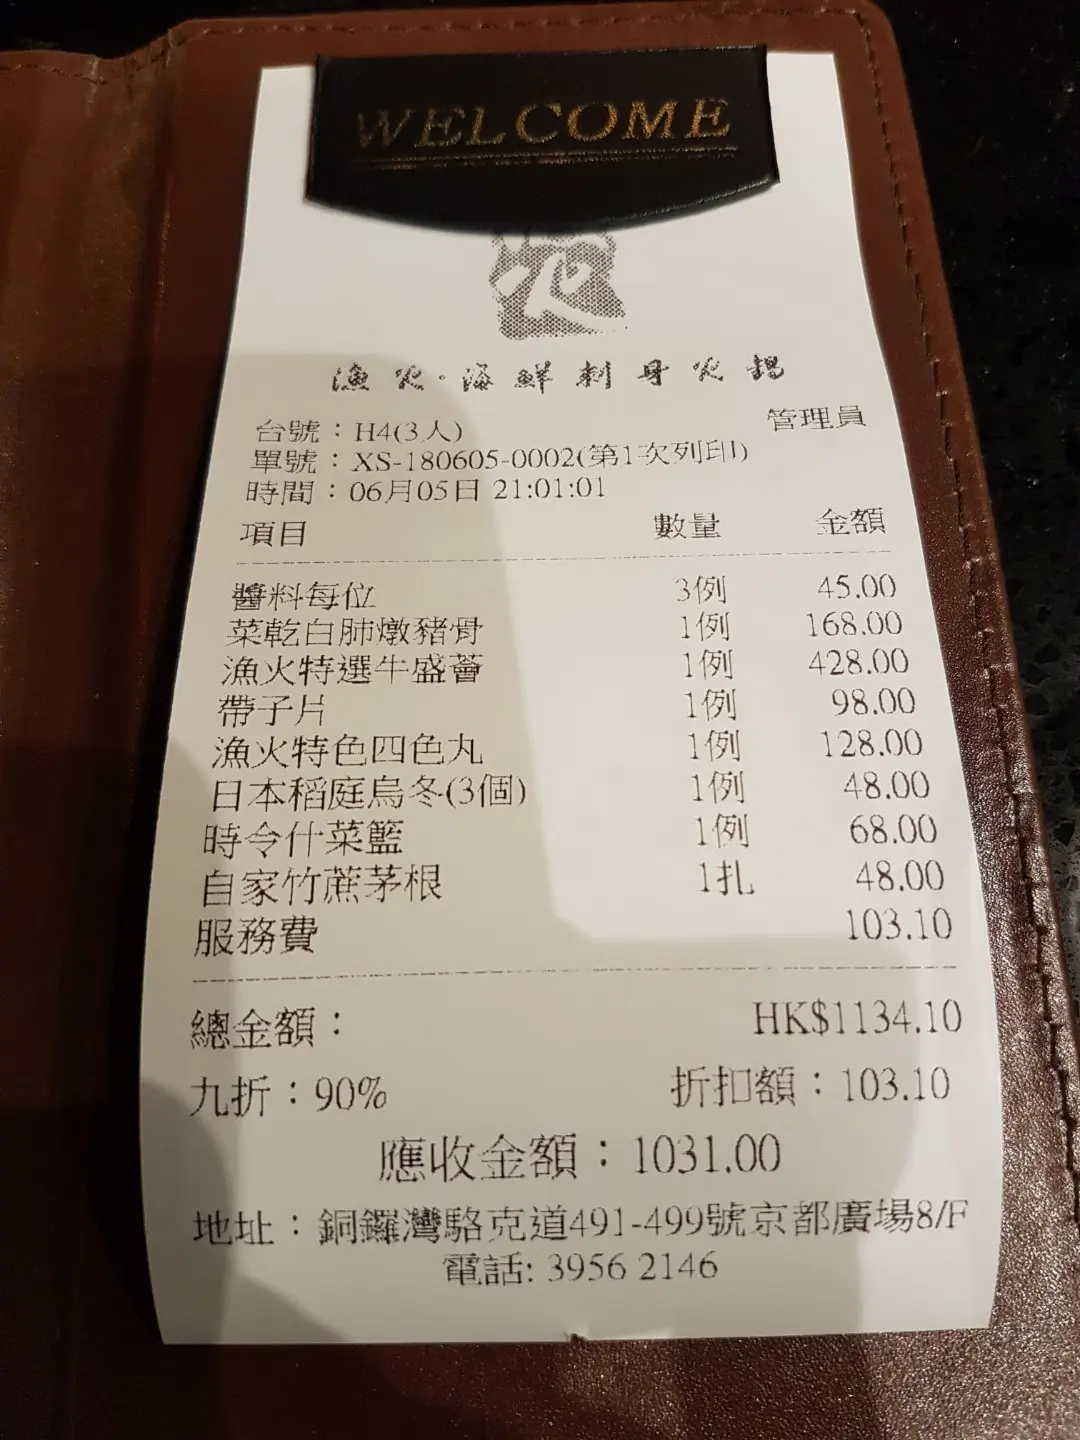 WELCOME
漁火·海鮮刺身火鍋
台號：H4(3人) 管理員
單號：XS-180605-0002(第1次列印)
時間：06月05日 21:01:01
項目 數量 金額
醬料每位 3例 45.00
菜乾白肺燉豬骨 1例 168.00
漁火特選牛盛薈 1例 428.00
帶子片 1例 98.00
漁火特色四色丸 1例 128.00
日本稻庭烏冬(3個) 1例 48.00
時令什菜籃 1例 68.00
自家竹蔗茅根 1扎 48.00
服務費 103.10
總金額： HK$1134.10
九折：90% 折扣額：103.10
應收金額：1031.00
地址：銅鑼灣駱克道491-499號京都廣場8/F
電話: 3956 2146